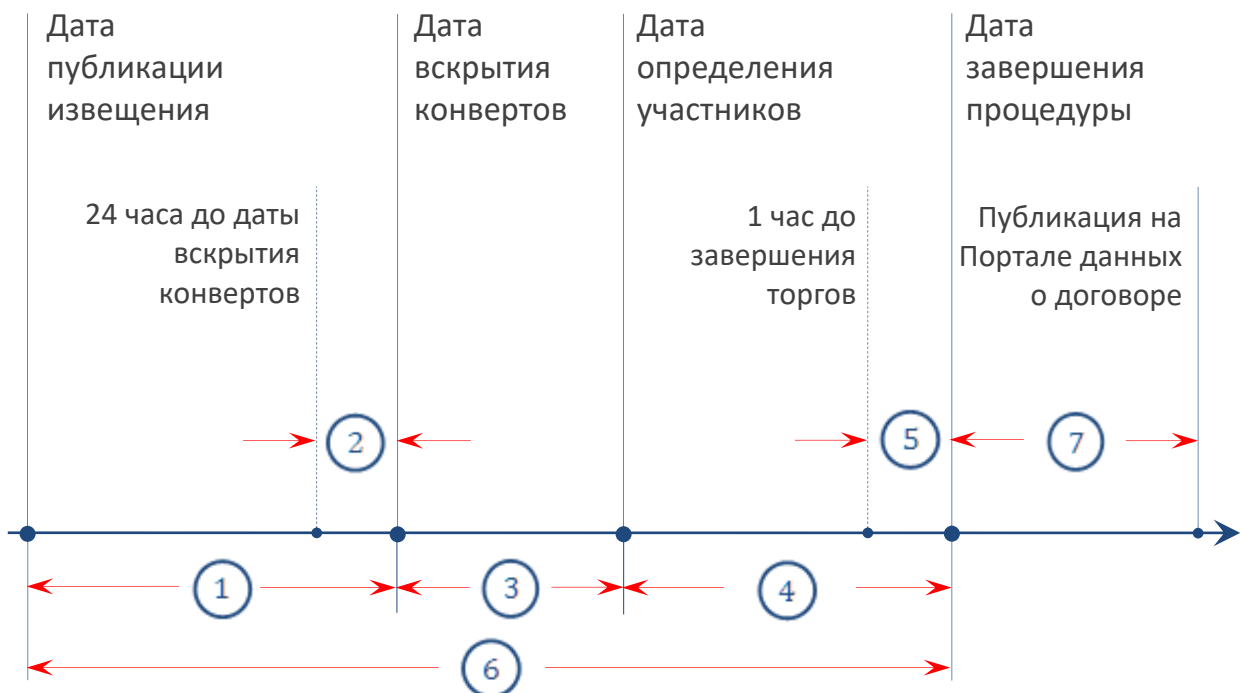 Дата
публикации
извещения
Дата
вскрытия
конвертов
Дата
определения
участников
Дата
завершения
процедуры
24 часа до даты
вскрытия
конвертов
1 час до
завершения
торгов
Публикация на
Портале данных
о договоре
2
5
7
1
3
4
6